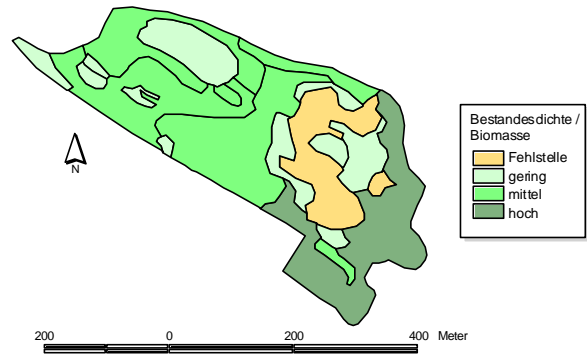 N
Bestandesdichte /
Biomasse
Fehlstelle
gering
mittel
hoch
200 0 200 400 Meter